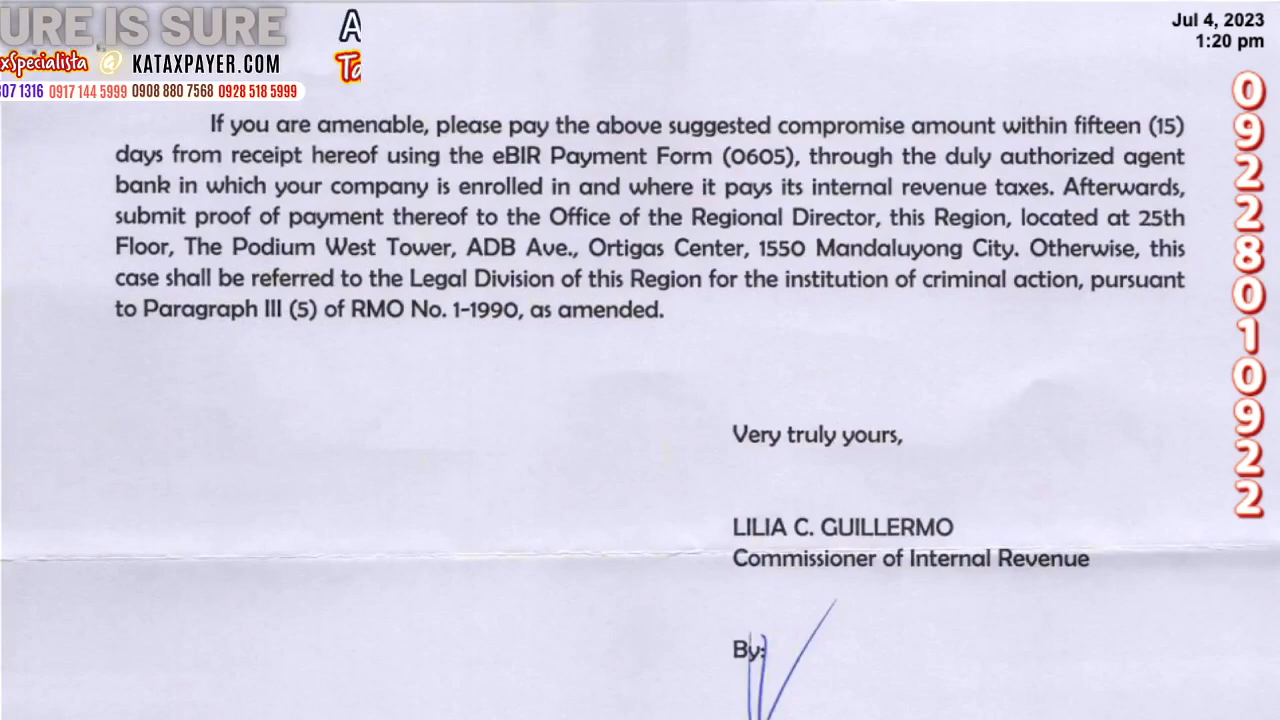 URE IS SURE
A
Jul 4, 2023
1:20 pm
xSpecialista @ KATAXPAYER.COM
Ta
307 1316 0917 144 5999 0908 880 7568 0928 518 5999
If you are amenable, please pay the above suggested compromise amount within fifteen (15)
days from receipt hereof using the eBIR Payment Form (0605), through the duly authorized agent
bank in which your company is enrolled in and where it pays its internal revenue taxes. Afterwards,
submit proof of payment thereof to the Office of the Regional Director, this Region, located at 25th
Floor, The Podium West Tower, ADB Ave., Ortigas Center, 1550 Mandaluyong City. Otherwise, this
case shall be referred to the Legal Division of this Region for the institution of criminal action, pursuant
to Paragraph III (5) of RMO No. 1-1990, as amended.
Very truly yours,
LILIA C. GUILLERMO
Commissioner of Internal Revenue
By:
09228010922